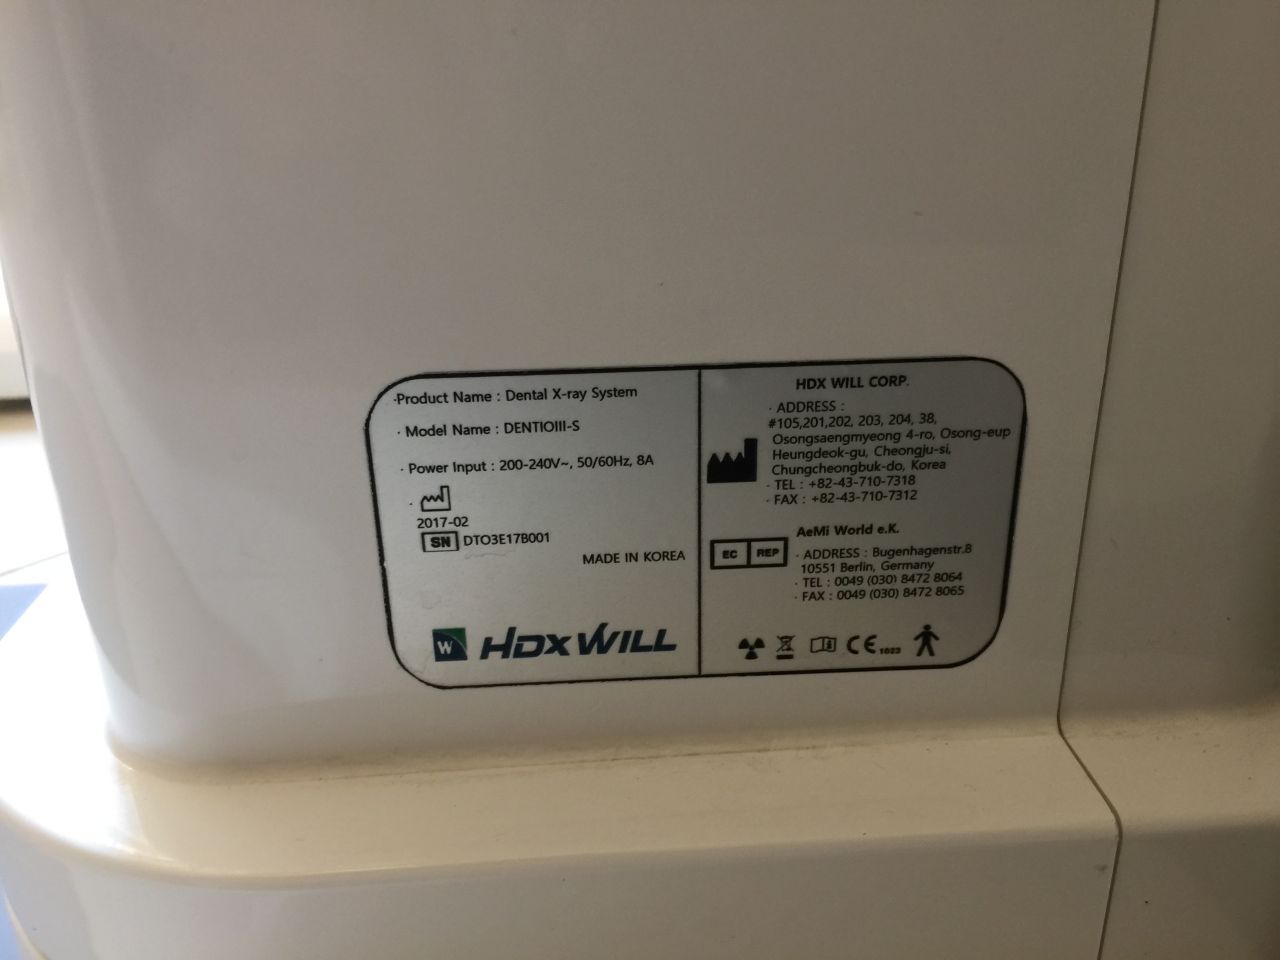 ·Product Name : Dental X-ray System
· Model Name : DENTIOIII-S
· Power Input : 200-240V~, 50/60Hz, 8A
2017-02
SN DTO3E17B001
MADE IN KOREA
W HDX WILL
HDX WILL CORP.
· ADDRESS :
#105,201,202, 203, 204, 38,
Osongsaengmyeong 4-ro, Osong-eup
Heungdeok-gu, Cheongju-si,
Chungcheongbuk-do, Korea
· TEL : +82-43-710-7318
· FAX : +82-43-710-7312
AeMi World e.K.
EC REP
· ADDRESS : Bugenhagenstr.8
10551 Berlin, Germany
· TEL : 0049 (030) 8472 8064
· FAX : 0049 (030) 8472 8065
CE 1023